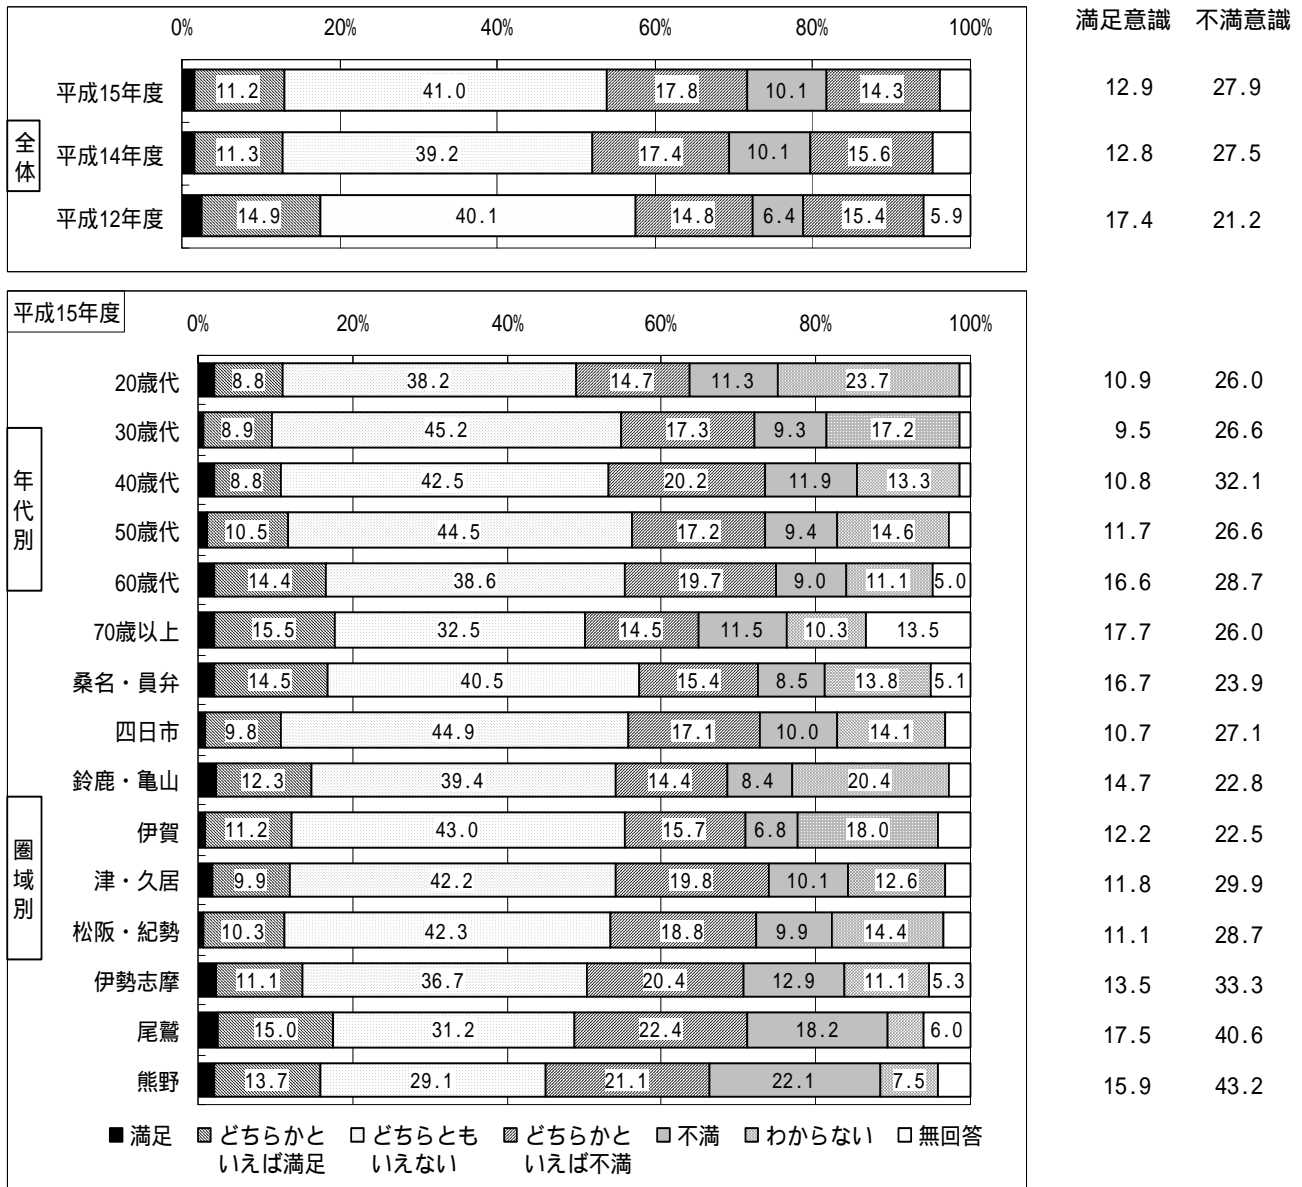 満足意識 不満意識
0% 20% 40% 60% 80% 100%
全体
平成15年度 11.2 41.0 17.8 10.1 14.3 12.9 27.9
平成14年度 11.3 39.2 17.4 10.1 15.6 12.8 27.5
平成12年度 14.9 40.1 14.8 6.4 15.4 5.9 17.4 21.2
平成15年度
0% 20% 40% 60% 80% 100%
年代別
20歳代 8.8 38.2 14.7 11.3 23.7 10.9 26.0
30歳代 8.9 45.2 17.3 9.3 17.2 9.5 26.6
40歳代 8.8 42.5 20.2 11.9 13.3 10.8 32.1
50歳代 10.5 44.5 17.2 9.4 14.6 11.7 26.6
60歳代 14.4 38.6 19.7 9.0 11.1 5.0 16.6 28.7
70歳以上 15.5 32.5 14.5 11.5 10.3 13.5 17.7 26.0
圏域別
桑名・員弁 14.5 40.5 15.4 8.5 13.8 5.1 16.7 23.9
四日市 9.8 44.9 17.1 10.0 14.1 10.7 27.1
鈴鹿・亀山 12.3 39.4 14.4 8.4 20.4 14.7 22.8
伊賀 11.2 43.0 15.7 6.8 18.0 12.2 22.5
津・久居 9.9 42.2 19.8 10.1 12.6 11.8 29.9
松阪・紀勢 10.3 42.3 18.8 9.9 14.4 11.1 28.7
伊勢志摩 11.1 36.7 20.4 12.9 11.1 5.3 13.5 33.3
尾鷲 15.0 31.2 22.4 18.2 6.0 17.5 40.6
熊野 13.7 29.1 21.1 22.1 7.5 15.9 43.2
満足 どちらかと どちらとも どちらかと 不満 わからない 無回答
いえば満足 いえない いえば不満